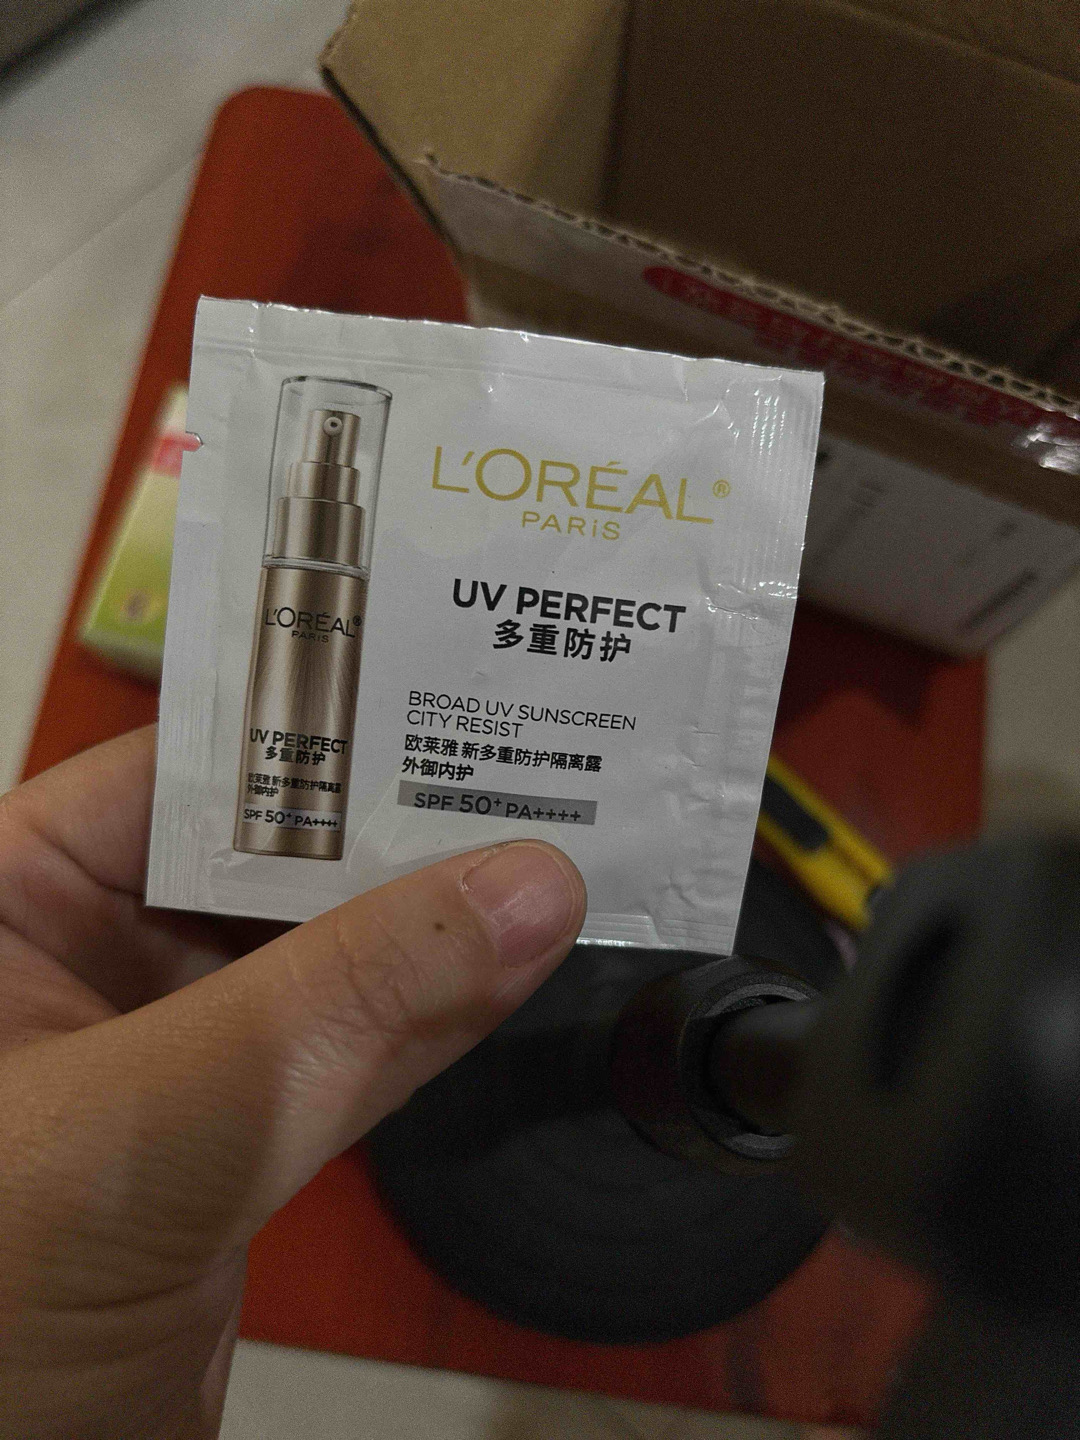 L'ORÉAL®
PARiS
UV PERFECT
多重防护
BROAD UV SUNSCREEN
CITY RESIST
欧莱雅 新多重防护隔离露
外御内护
SPF 50+ PA++++
L'ORÉAL®
PARIS
UV PERFECT
多重防护
欧莱雅 新多重防护隔离露
外御内护
SPF 50+ PA++++